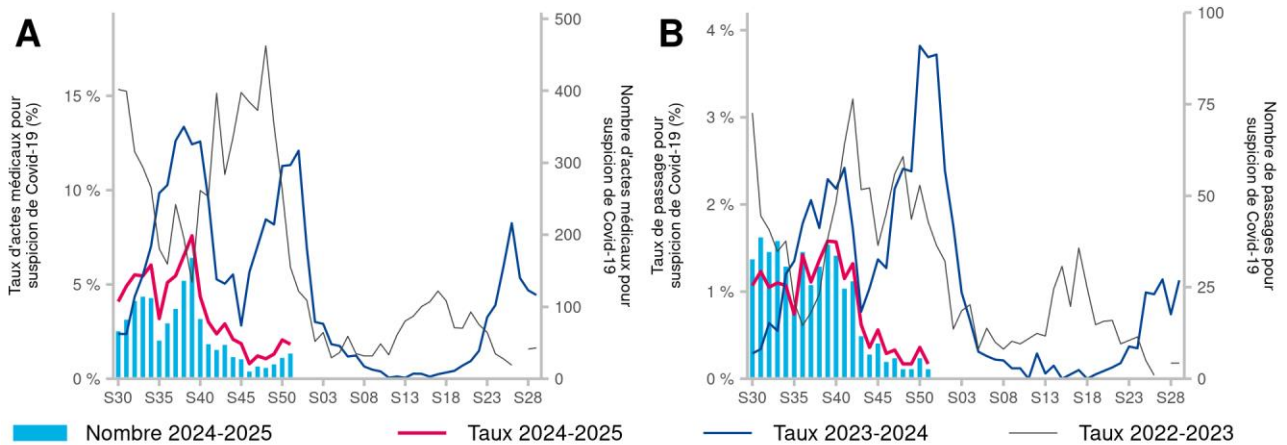 A
Taux d'actes médicaux pour
suspicion de Covid-19 (%)
15 %
10 %
5 %
0 %
500
400
300
200
100
0
Nombre d'actes médicaux pour
suspicion de Covid-19
S30 S35 S40 S45 S50 S03 S08 S13 S18 S23 S28
B
Taux de passage pour
suspicion de Covid-19 (%)
4 %
3 %
2 %
1 %
0 %
100
75
50
25
0
Nombre de passages pour
suspicion de Covid-19
S30 S35 S40 S45 S50 S03 S08 S13 S18 S23 S28
Nombre 2024-2025 Taux 2024-2025 Taux 2023-2024 Taux 2022-2023